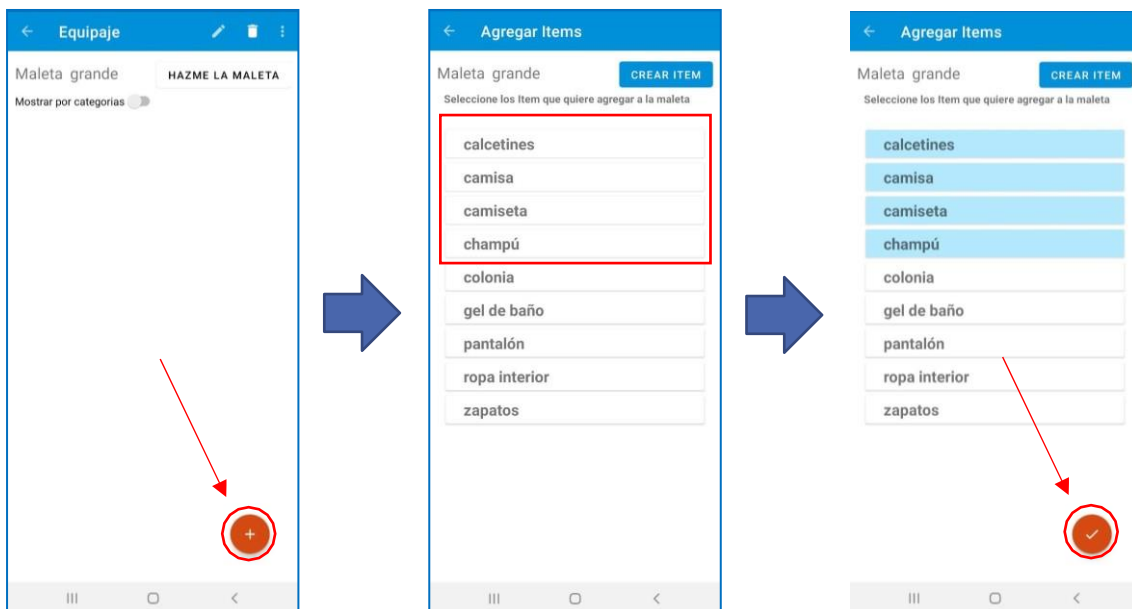 Equipaje
Maleta grande
HAZME LA MALETA
Mostrar por categorias
Agregar Items
Maleta grande
CREAR ITEM
Seleccione los Item que quiere agregar a la maleta
calcetines
camisa
camiseta
champú
colonia
gel de baño
pantalón
ropa interior
zapatos
Agregar Items
Maleta grande
CREAR ITEM
Seleccione los Item que quiere agregar a la maleta
calcetines
camisa
camiseta
champú
colonia
gel de baño
pantalón
ropa interior
zapatos